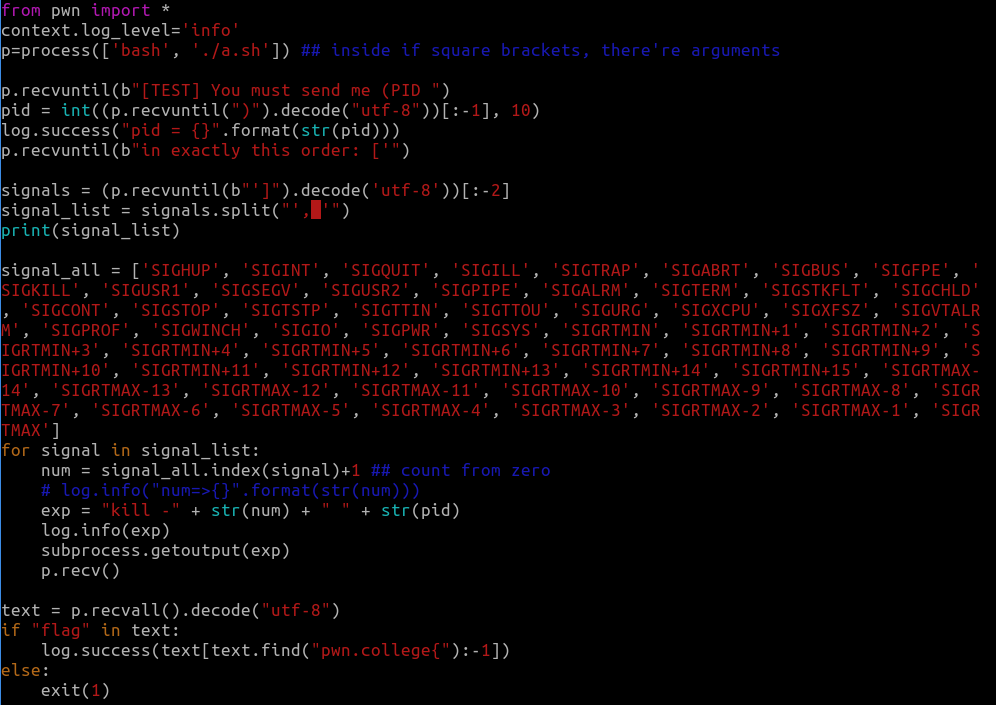 from pwn import *
context.log_level='info'
p=process(['bash', './a.sh']) ## inside if square brackets, there're arguments
p.recvuntil(b"[TEST] You must send me (PID ")
pid = int((p.recvuntil(")").decode("utf-8"))[:-1], 10)
log.success("pid = {}".format(str(pid)))
p.recvuntil(b"in exactly this order: ['")
signals = (p.recvuntil(b"']").decode('utf-8'))[:-2]
signal_list = signals.split("', '")
print(signal_list)
signal_all = ['SIGHUP', 'SIGINT', 'SIGQUIT', 'SIGILL', 'SIGTRAP', 'SIGABRT', 'SIGBUS', 'SIGFPE', '
SIGKILL', 'SIGUSR1', 'SIGSEGV', 'SIGUSR2', 'SIGPIPE', 'SIGALRM', 'SIGTERM', 'SIGSTKFLT', 'SIGCHLD'
, 'SIGCONT', 'SIGSTOP', 'SIGTSTP', 'SIGTTIN', 'SIGTTOU', 'SIGURG', 'SIGXCPU', 'SIGXFSZ', 'SIGVTALR
M', 'SIGPROF', 'SIGWINCH', 'SIGIO', 'SIGPWR', 'SIGSYS', 'SIGRTMIN', 'SIGRTMIN+1', 'SIGRTMIN+2', 'S
IGRTMIN+3', 'SIGRTMIN+4', 'SIGRTMIN+5', 'SIGRTMIN+6', 'SIGRTMIN+7', 'SIGRTMIN+8', 'SIGRTMIN+9', 'S
IGRTMIN+10', 'SIGRTMIN+11', 'SIGRTMIN+12', 'SIGRTMIN+13', 'SIGRTMIN+14', 'SIGRTMIN+15', 'SIGRTMAX-
14', 'SIGRTMAX-13', 'SIGRTMAX-12', 'SIGRTMAX-11', 'SIGRTMAX-10', 'SIGRTMAX-9', 'SIGRTMAX-8', 'SIGR
TMAX-7', 'SIGRTMAX-6', 'SIGRTMAX-5', 'SIGRTMAX-4', 'SIGRTMAX-3', 'SIGRTMAX-2', 'SIGRTMAX-1', 'SIGR
TMAX']
for signal in signal_list:
    num = signal_all.index(signal)+1 ## count from zero
    # log.info("num=>{}".format(str(num)))
    exp = "kill -" + str(num) + " " + str(pid)
    log.info(exp)
    subprocess.getoutput(exp)
    p.recv()
text = p.recvall().decode("utf-8")
if "flag" in text:
    log.success(text[text.find("pwn.college{"):-1])
else:
    exit(1)